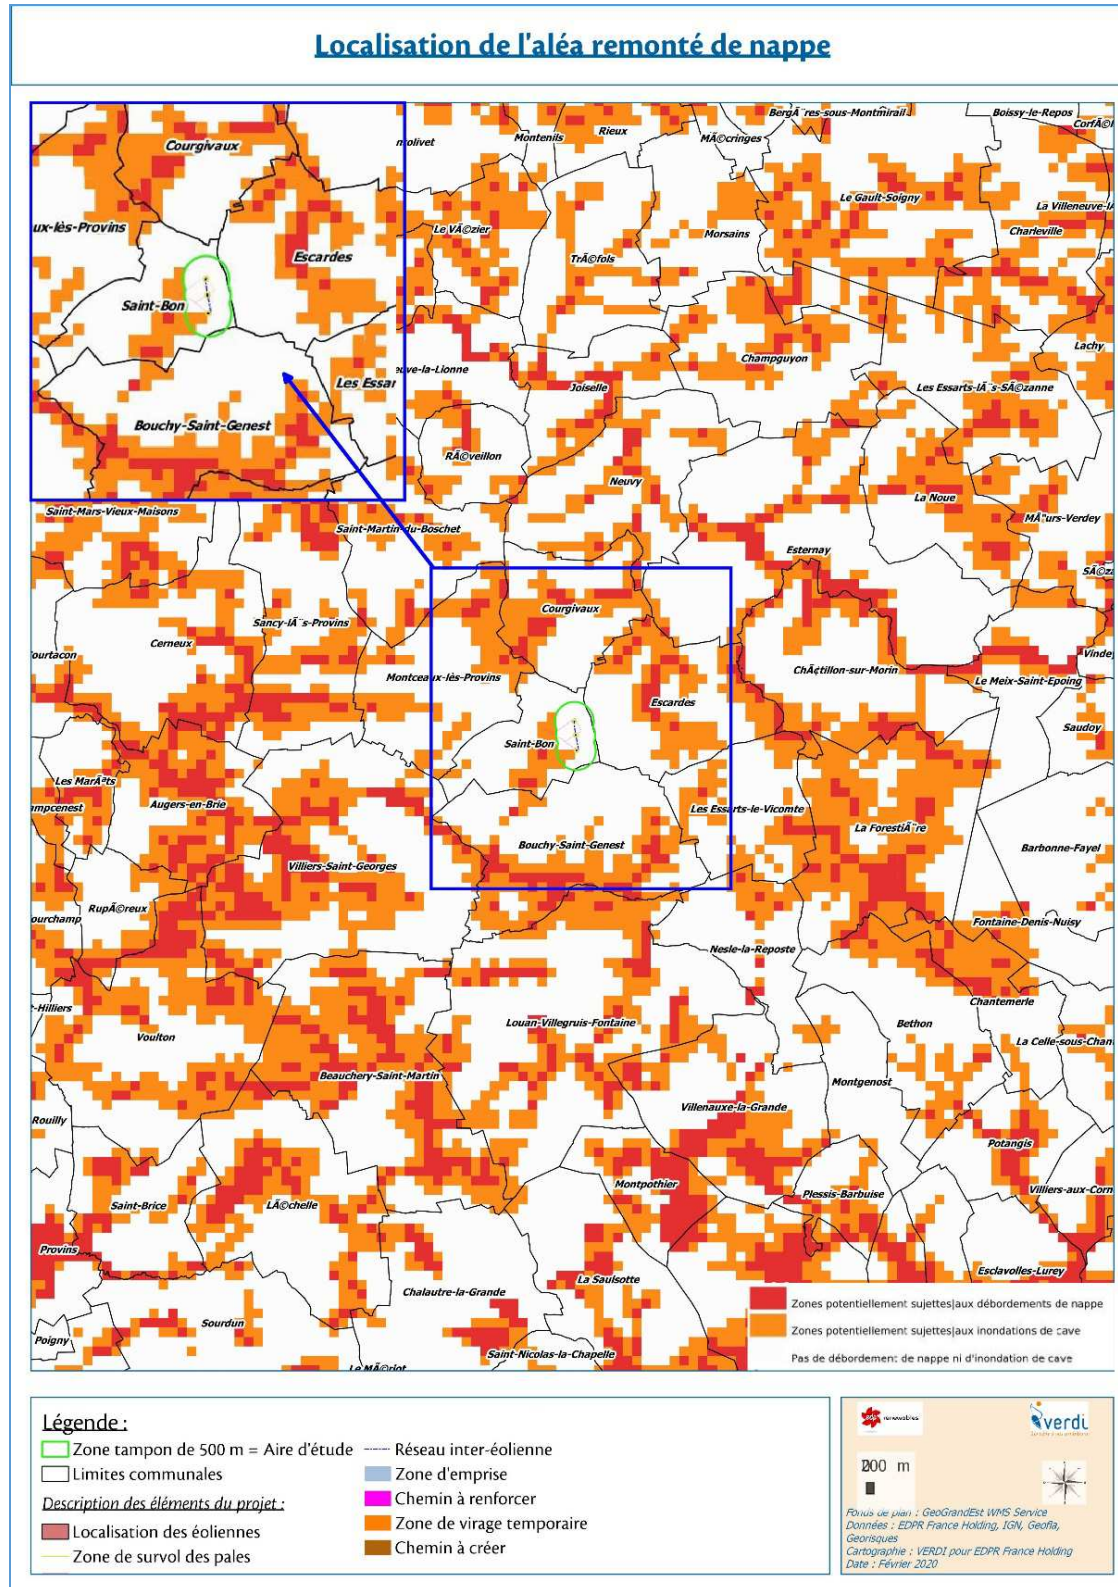 Localisation de l'aléa remonté de nappe
Courgivaux
ux-lès-Provins
Escardes
Saint-Bon
Les Essar
Bouchy-Saint-Genest
BergÃ¨res-sous-Montmirail
Boissy-le-Repos
Rieux
Montenils
MÃ©cringes
Le Gault-Soigny
Le VÃ©zier
Morsains
Charleville
TrÃ©fols
Champguyon
Lachy
Joiselle
Les Essarts-lÃ¨s-SÃ©zanne
RÃ©veillon
Neuvy
La Noue
Saint-Mars-Vieux-Maisons
Saint-Martin-du-Boschet
MÅ“urs-Verdey
Esternay
Courgivaux
Sancy-lÃ¨s-Provins
Cerneux
ourtacon
Montceaux-lès-Provins
ChÃ¢tillon-sur-Morin
Le Meix-Saint-Epoing
Escardes
Saudoy
Saint-Bon
Les MarÃªts
Augers-en-Brie
ampcenest
Les Essarts-le-Vicomte
La ForestiÃ¨re
Bouchy-Saint-Genest
Barbonne-Fayel
Villiers-Saint-Georges
RupÃ©reux
ourchamp
Fontaine-Denis-Nuisy
Nesle-la-Reposte
Chantemerle
t-Hilliers
Louan-Villegruis-Fontaine
Bethon
Voulton
La Celle-sous-Chan
Beauchery-Saint-Martin
Montgenost
Villenauxe-la-Grande
Rouilly
Potangis
Montpothier
Plessis-Barbuise
Villiers-aux-Corn
Saint-Brice
LÃ©chelle
Provins
Esclavolles-Lurey
La Saulsotte
Chalautre-la-Grande
Sourdun
Poigny
Saint-Nicolas-la-Chapelle
Le MÃ©riot
Zones potentiellement sujettes|aux débordements de nappe
Zones potentiellement sujettes|aux inondations de cave
Pas de débordement de nappe ni d'inondation de cave
Légende :
Zone tampon de 500 m = Aire d'étude
Limites communales
Description des éléments du projet :
Localisation des éoliennes
Zone de survol des pales
Réseau inter-éolienne
Zone d'emprise
Chemin à renforcer
Zone de virage temporaire
Chemin à créer
edp renewables
verdi
Fonds de plan : GeoGrandEst WMS Service
Données : EDPR France Holding, IGN, Geofla,
Georisques
Cartographie : VERDI pour EDPR France Holding
Date : Février 2020